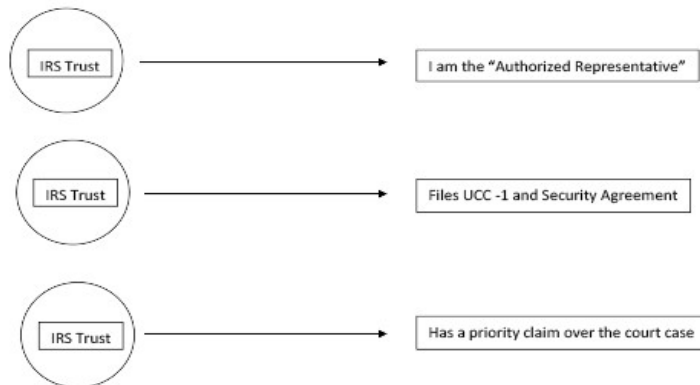 IRS Trust
I am the “Authorized Representative”
IRS Trust
Files UCC -1 and Security Agreement
IRS Trust
Has a priority claim over the court case